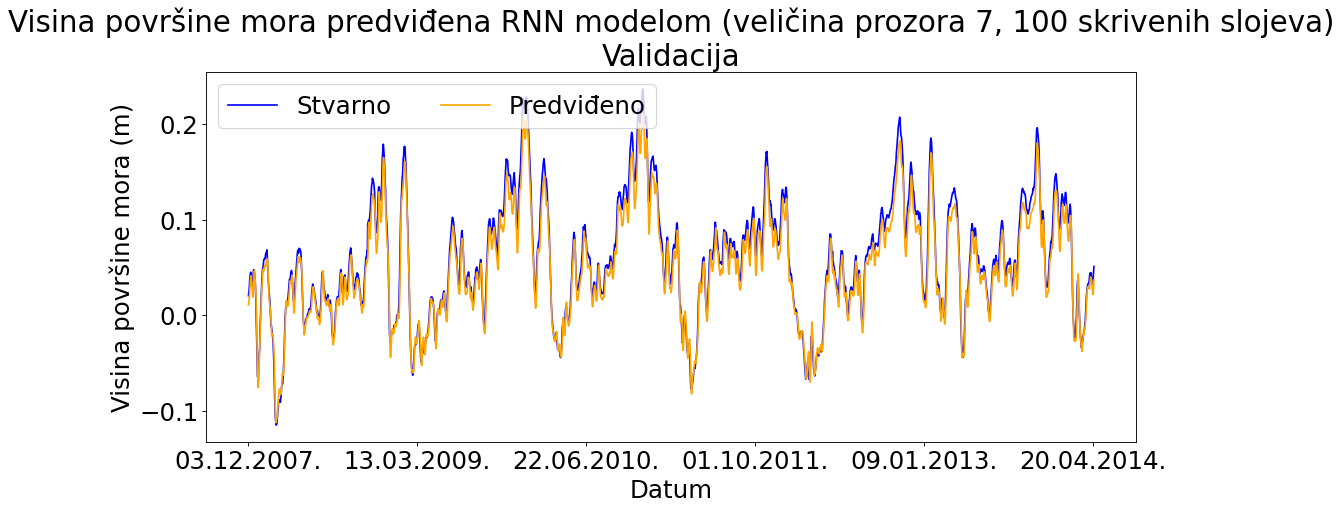 Visina površine mora predviđena RNN modelom (veličina prozora 7, 100 skrivenih slojeva)
Validacija
Stvarno Predviđeno
Visina površine mora (m)
0.2
0.1
0.0
−0.1
03.12.2007. 13.03.2009. 22.06.2010. 01.10.2011. 09.01.2013. 20.04.2014.
Datum